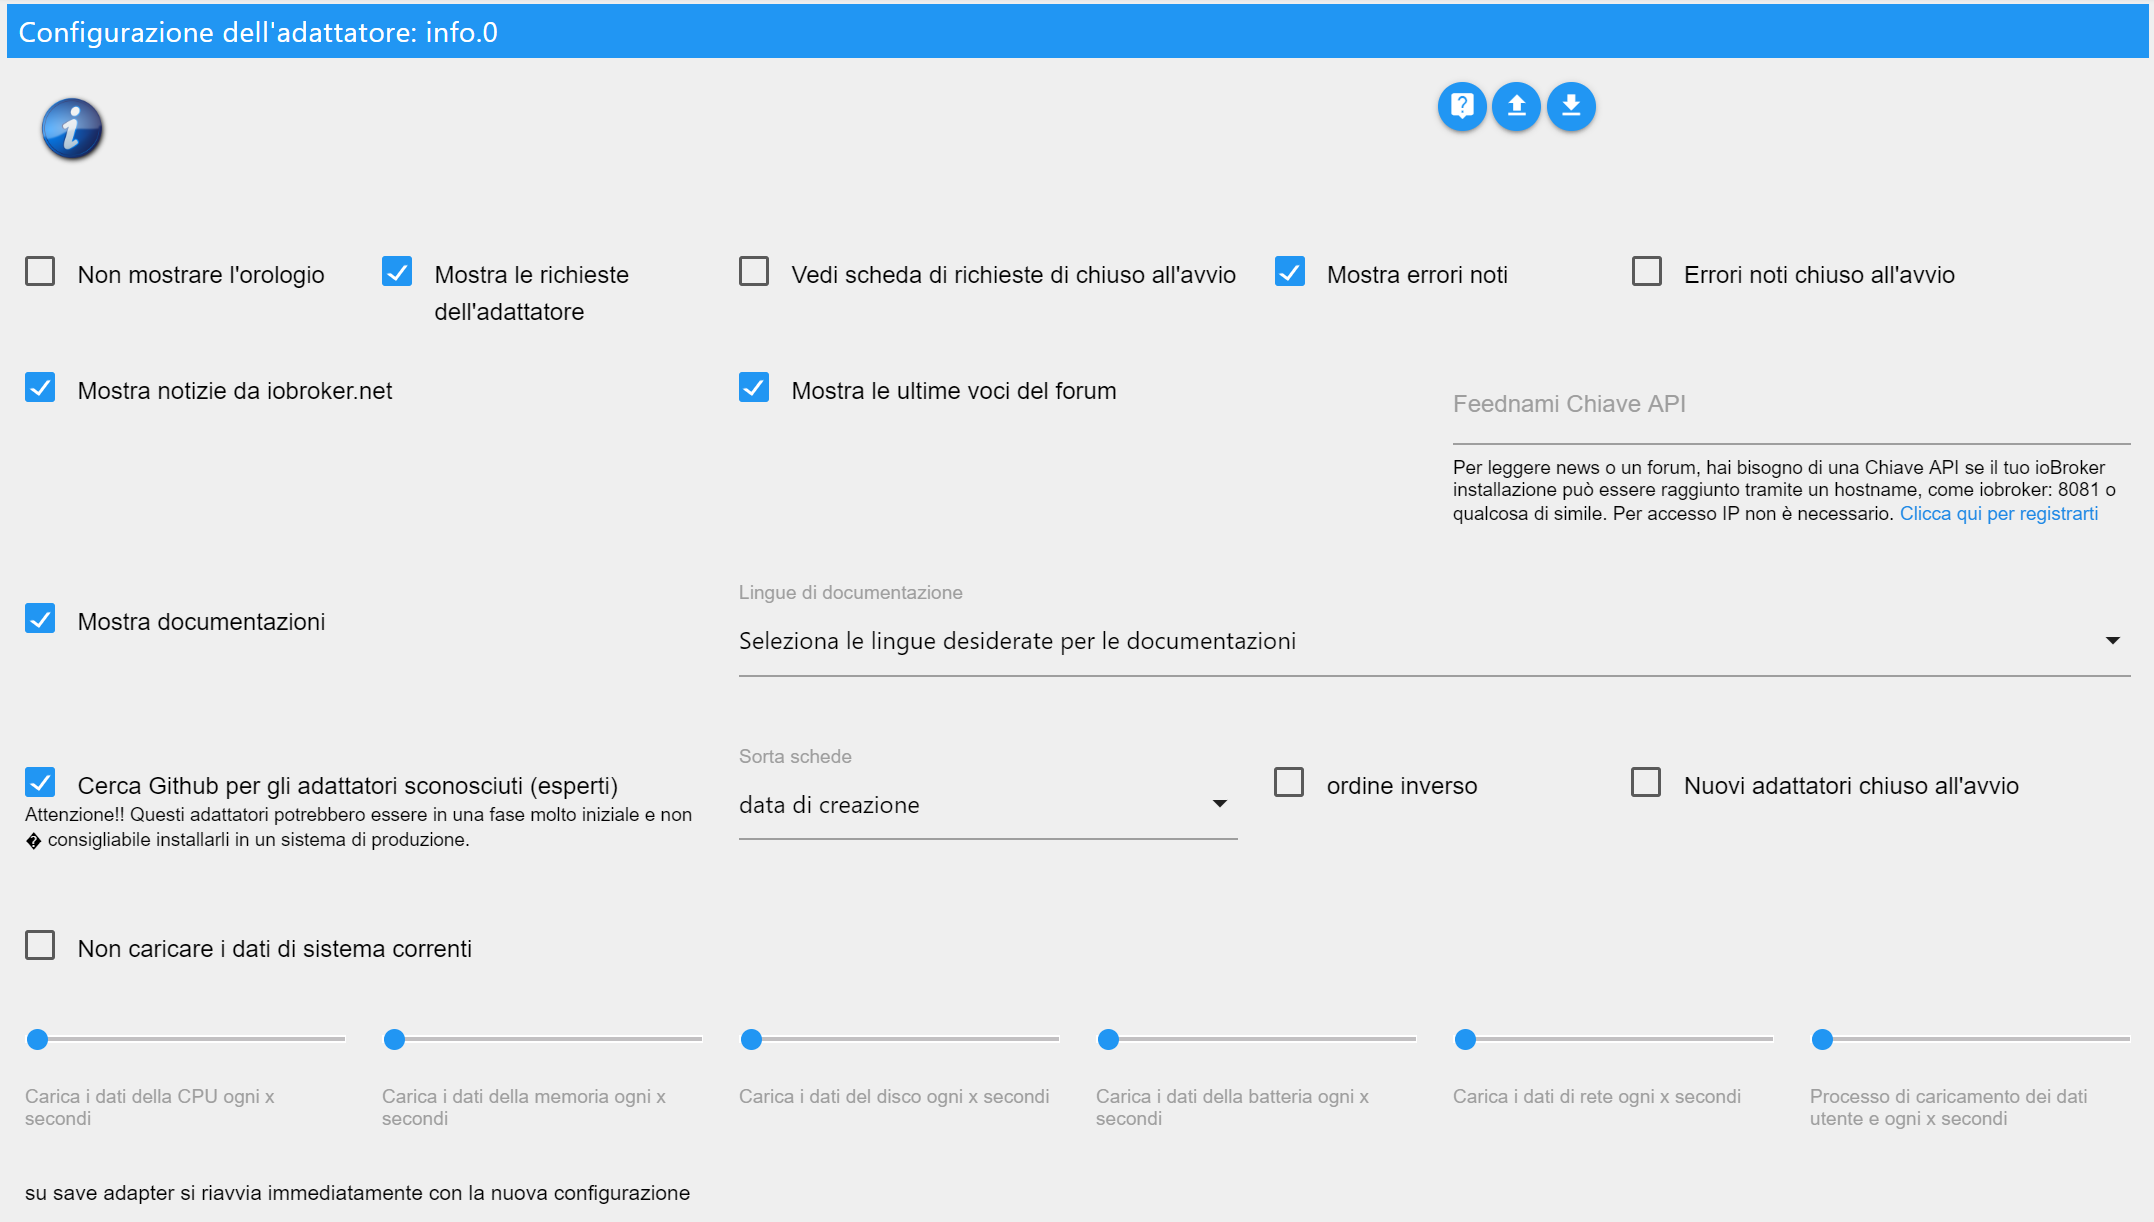 Configurazione dell'adattatore: info.0
Non mostrare l'orologio
Mostra le richieste
dell'adattatore
Vedi scheda di richieste di chiuso all'avvio
Mostra errori noti
Errori noti chiuso all'avvio
Mostra notizie da iobroker.net
Mostra le ultime voci del forum
Feednami Chiave API
Per leggere news o un forum, hai bisogno di una Chiave API se il tuo ioBroker
installazione può essere raggiunto tramite un hostname, come iobroker: 8081 o
qualcosa di simile. Per accesso IP non è necessario. Clicca qui per registrarti
Mostra documentazioni
Lingue di documentazione
Seleziona le lingue desiderate per le documentazioni
Cerca Github per gli adattatori sconosciuti (esperti)
Attenzione!! Questi adattatori potrebbero essere in una fase molto iniziale e non
� consigliabile installarli in un sistema di produzione.
Sorta schede
data di creazione
ordine inverso
Nuovi adattatori chiuso all'avvio
Non caricare i dati di sistema correnti
Carica i dati della CPU ogni x
secondi
Carica i dati della memoria ogni x
secondi
Carica i dati del disco ogni x secondi
Carica i dati della batteria ogni x
secondi
Carica i dati di rete ogni x secondi
Processo di caricamento dei dati
utente e ogni x secondi
su save adapter si riavvia immediatamente con la nuova configurazione